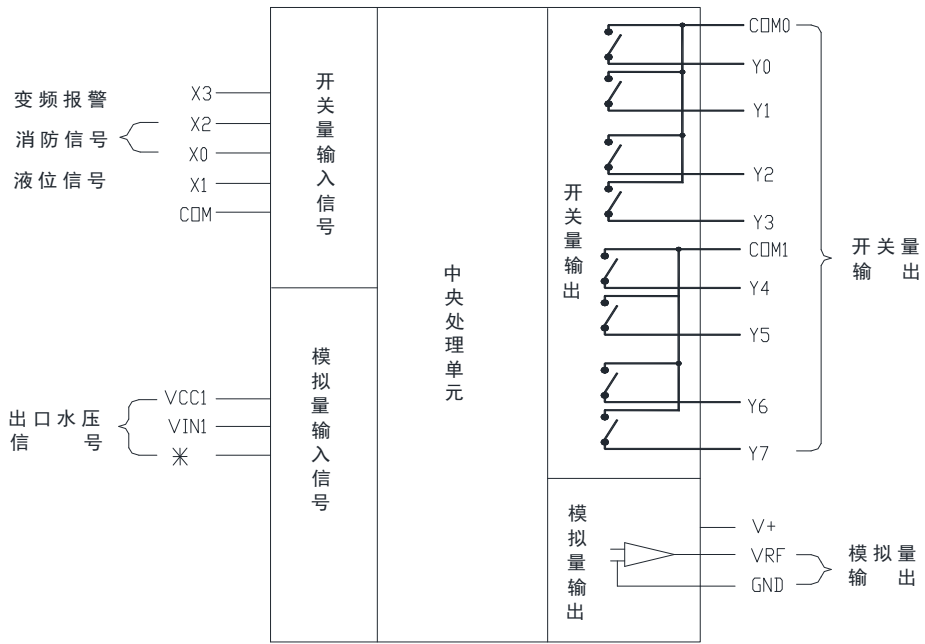 变频报警
消防信号
液位信号
X3
X2
X0
X1
COM
开关量输入信号
出口水压
信号
VCC1
VIN1
米
模拟量输入信号
中央处理单元
开关量输出
COM0
Y0
Y1
Y2
Y3
COM1
Y4
Y5
Y6
Y7
开关量
输出
模拟量输出
V+
VRF
GND
模拟量
输出